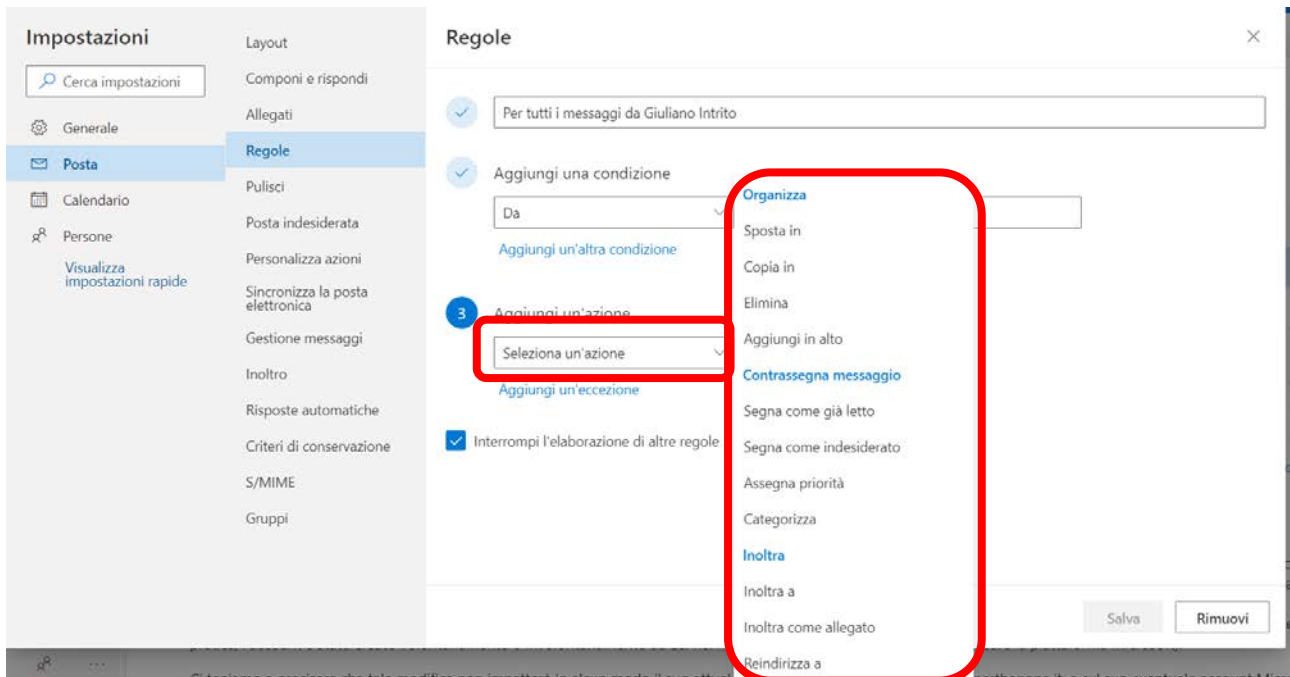 Impostazioni
Cerca impostazioni
Generale
Posta
Calendario
Persone
Visualizza
impostazioni rapide
Layout
Componi e rispondi
Allegati
Regole
Pulisci
Posta indesiderata
Personalizza azioni
Sincronizza la posta
elettronica
Gestione messaggi
Inoltro
Risposte automatiche
Criteri di conservazione
S/MIME
Gruppi
Regole
Per tutti i messaggi da Giuliano Intrito
Aggiungi una condizione
Da
Aggiungi un'altra condizione
3
Aggiungi un'azione
Seleziona un'azione
Aggiungi un'eccezione
Interrompi l'elaborazione di altre regole
Organizza
Sposta in
Copia in
Elimina
Aggiungi in alto
Contrassegna messaggio
Segna come già letto
Segna come indesiderato
Assegna priorità
Categorizza
Inoltra
Inoltra a
Inoltra come allegato
Reindirizza a
Salva
Rimuovi